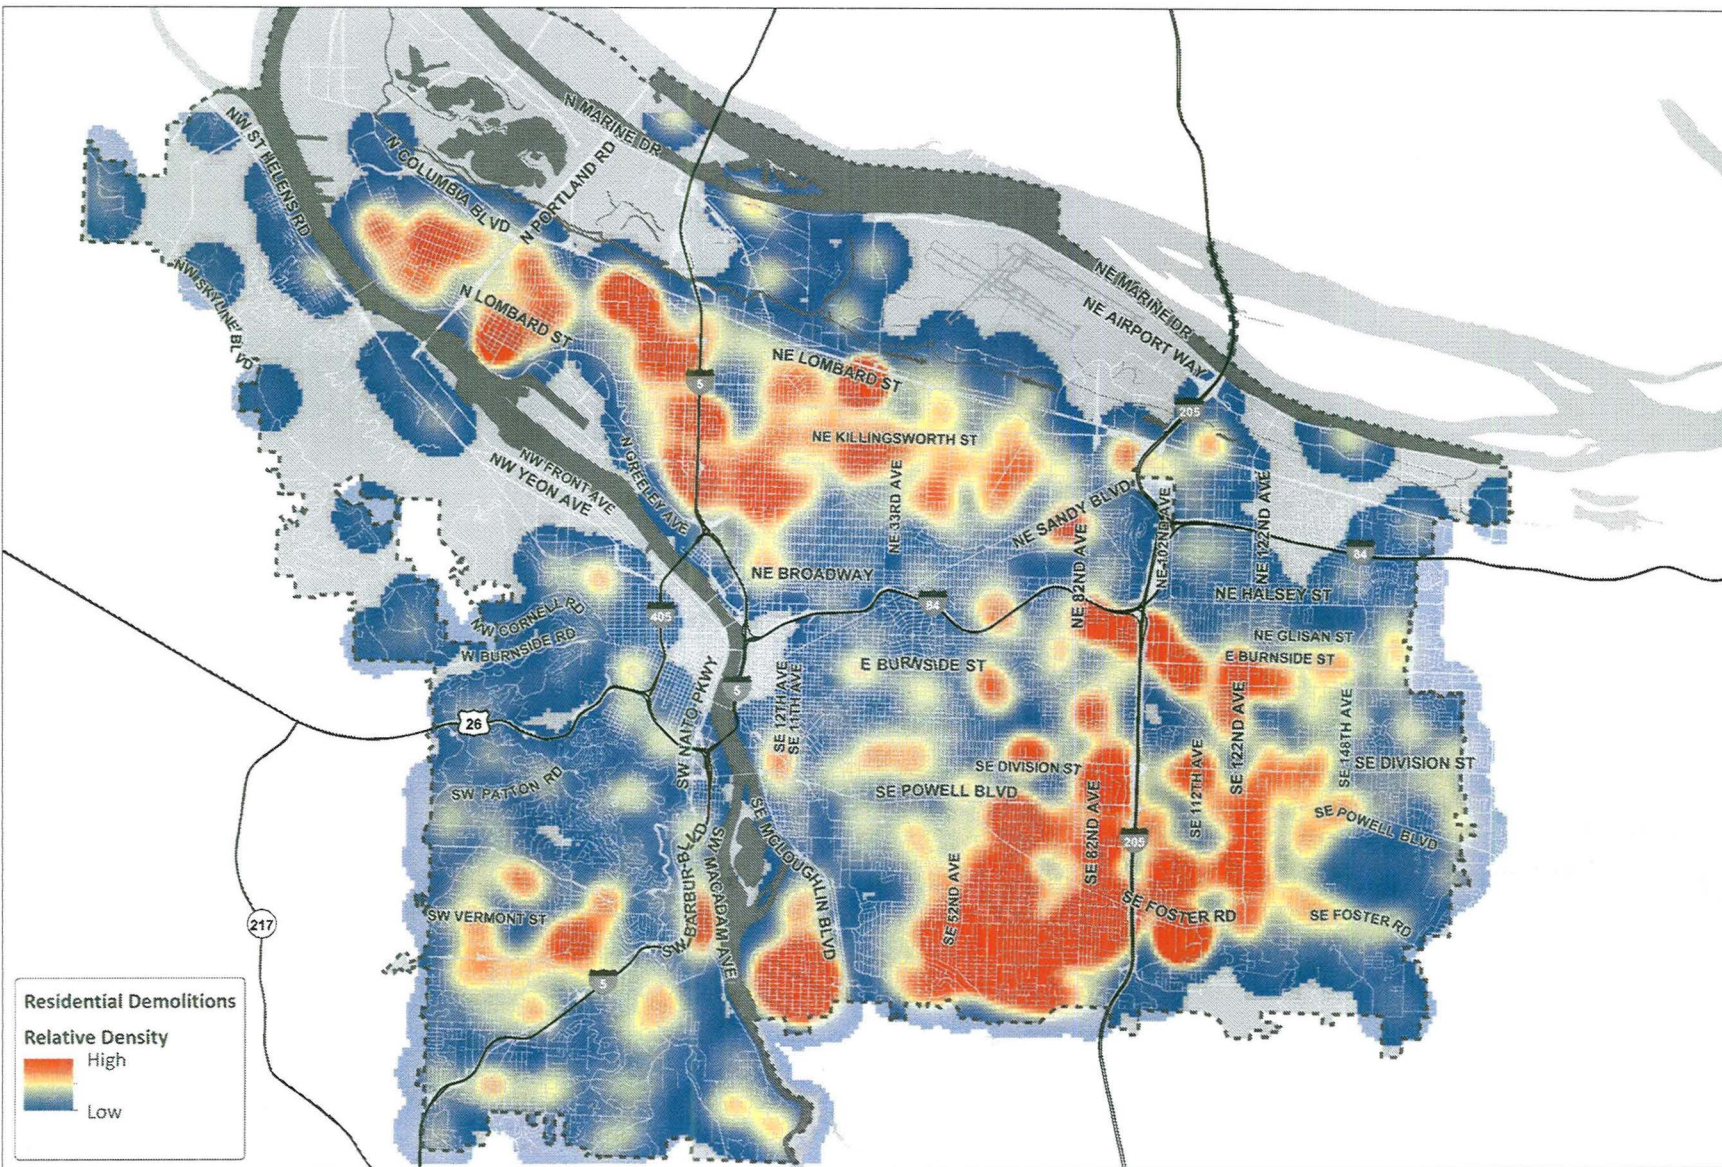 N MARINE DR
NW ST HELENS RD
N COLUMBIA BLVD
N PORTLAND RD
NW SKYLINE BLVD
N LOMBARD ST
NE MARINE DR
NE AIRPORT WAY
NE LOMBARD ST
5
205
NE KILLINGSWORTH ST
N GREELEY AVE
NW FRONT AVE
NW YEON AVE
NE 33RD AVE
NE SANDY BLVD
NE 82ND AVE
NE 102ND AVE
NE 122ND AVE
84
NE BROADWAY
NE HALSEY ST
84
405
NW CORNELL RD
W BURNSIDE RD
NE GLISAN ST
E BURNSIDE ST
E BURNSIDE ST
5
26
SW NAITO PKWY
SE 12TH AVE
SE 11TH AVE
SE 122ND AVE
SE 148TH AVE
SE DIVISION ST
SE DIVISION ST
SW PATTON RD
SE POWELL BLVD
SE 112TH AVE
SE POWELL BLVD
SE 82ND AVE
205
SW BARBUR BLVD
SW MACADAM AVE
SE MCLOUGHLIN BLVD
SE 52ND AVE
SW VERMONT ST
SE FOSTER RD
SE FOSTER RD
217
5
Residential Demolitions
Relative Density
High
Low